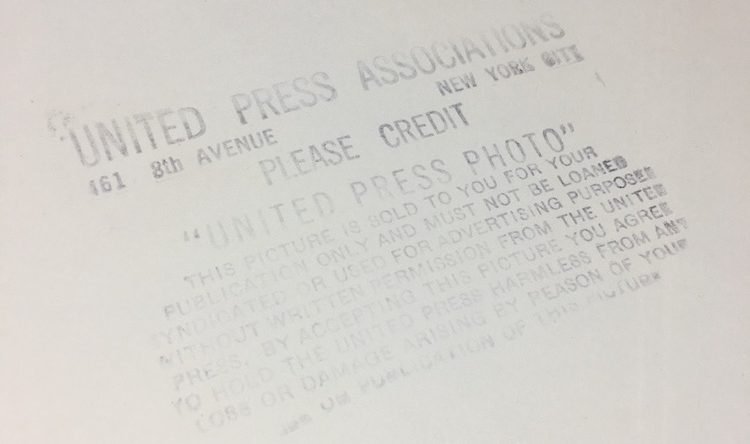 UNITED PRESS ASSOCIATIONS
461 8th AVENUE NEW YORK CITY
PLEASE CREDIT
"UNITED PRESS PHOTO"
THIS PICTURE IS SOLD TO YOU FOR YOUR
PUBLICATION ONLY AND MUST NOT BE LOANED
SYNDICATED OR USED FOR ADVERTISING PURPOSES
WITHOUT WRITTEN PERMISSION FROM THE UNITED
PRESS. BY ACCEPTING THIS PICTURE YOU AGREE
TO HOLD THE UNITED PRESS HARMLESS FROM ANY
LOSS OR DAMAGE ARISING BY REASON OF YOUR
PUBLICATION OF THIS PICTURE